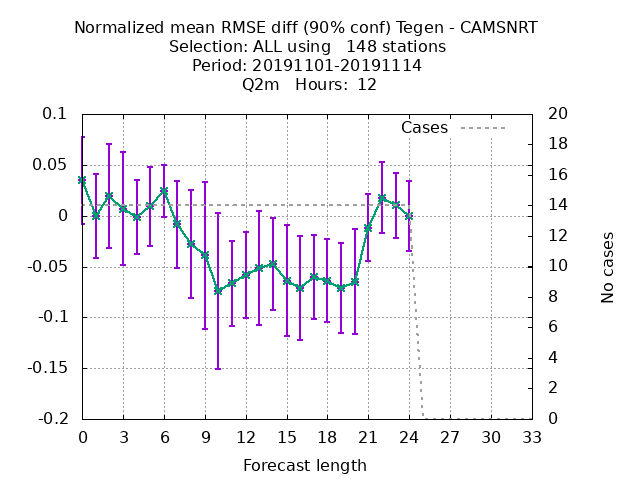 Normalized mean RMSE diff (90% conf) Tegen - CAMSNRT
Selection: ALL using   148 stations
Period: 20191101-20191114
Q2m   Hours:  12
Cases
0.1
0.05
0
-0.05
-0.1
-0.15
-0.2
20
18
16
14
12
10
8
6
4
2
0
No cases
0 3 6 9 12 15 18 21 24 27 30 33
Forecast length